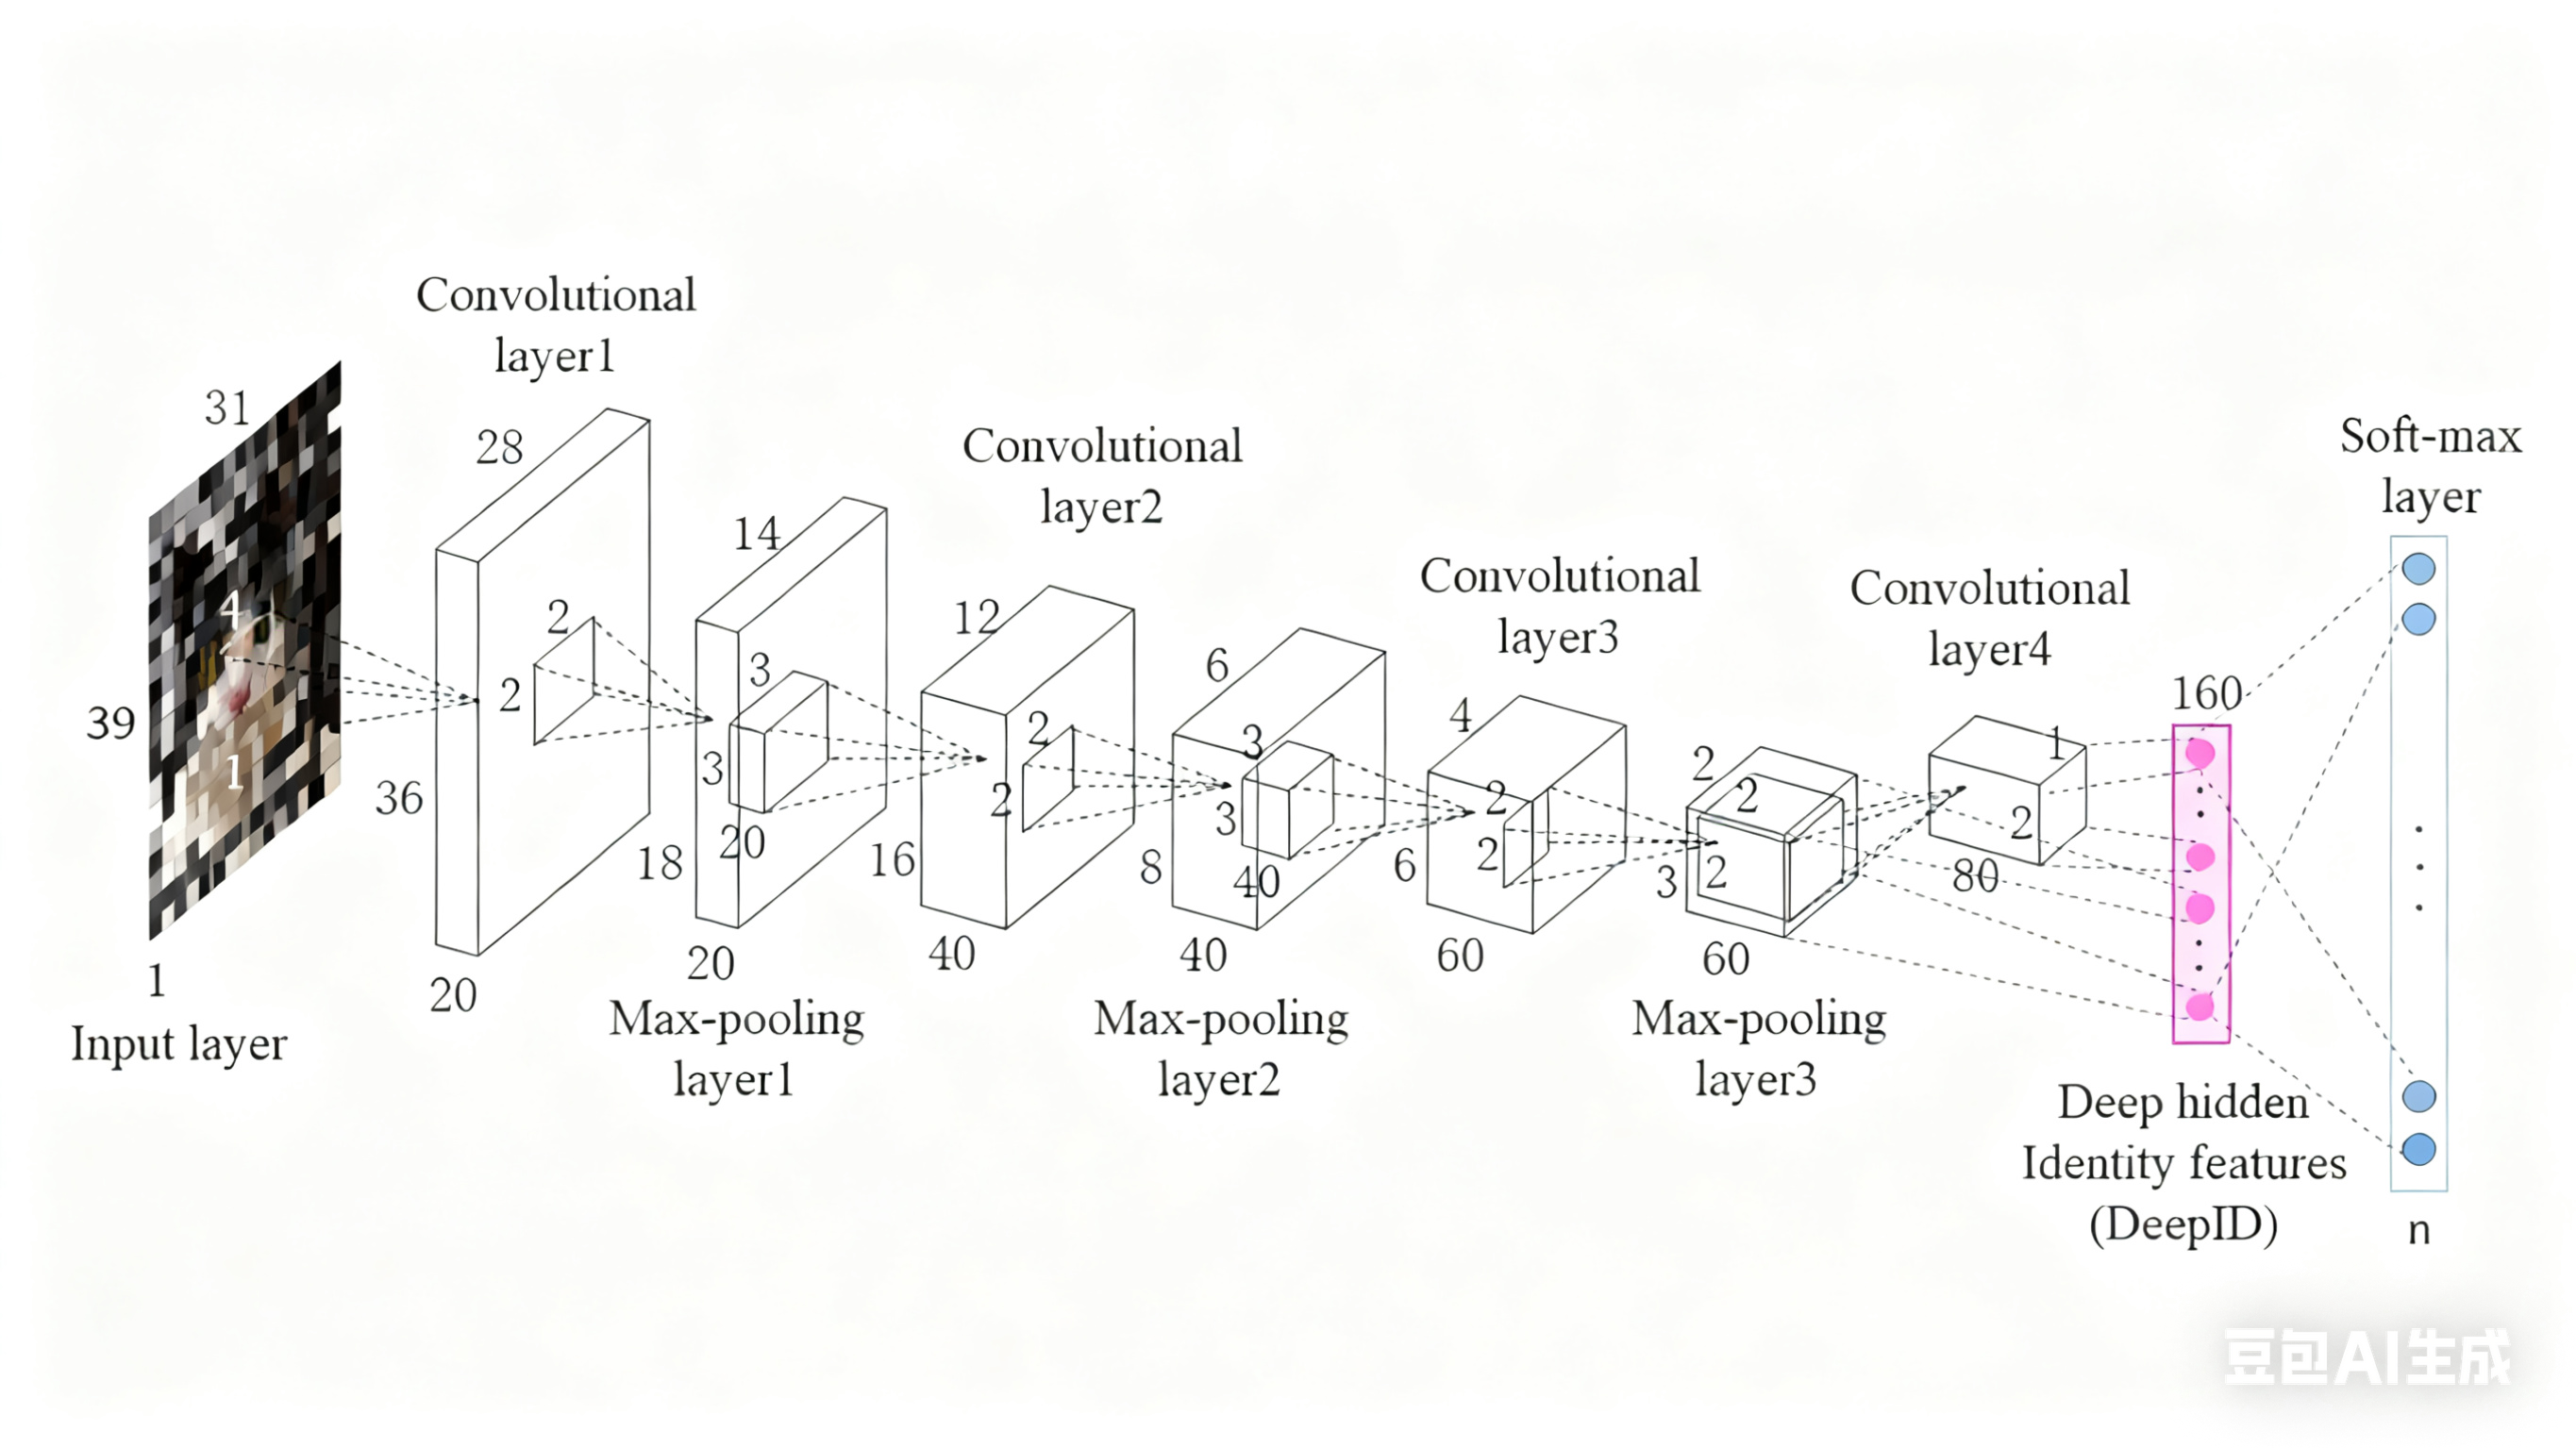 Convolutional
layer1
31
28
Convolutional
layer2
Soft-max
layer
14
Convolutional
layer3
Convolutional
layer4
12
4
2
3
6
160
39
2
2
4
1
3
3
2
2
1
36
1
18
20
16
2
8
3
40
6
2
2
3
2
2
2
2
80
20
20
40
40
60
60
Input layer
Max-pooling
layer1
Max-pooling
layer2
Max-pooling
layer3
Deep hidden
Identity features
(DeepID)
n
豆包AI生成